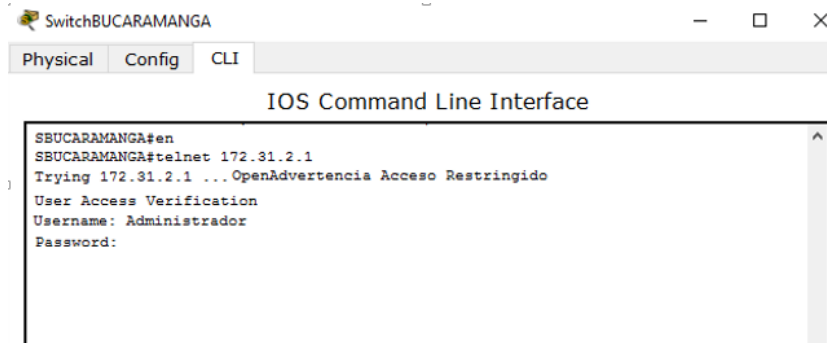 SwitchBUCARAMANGA
Physical Config CLI
IOS Command Line Interface
SBUCARAMANGA#en
SBUCARAMANGA#telnet 172.31.2.1
Trying 172.31.2.1 ...OpenAdvertencia Acceso Restringido
User Access Verification
Username: Administrador
Password: